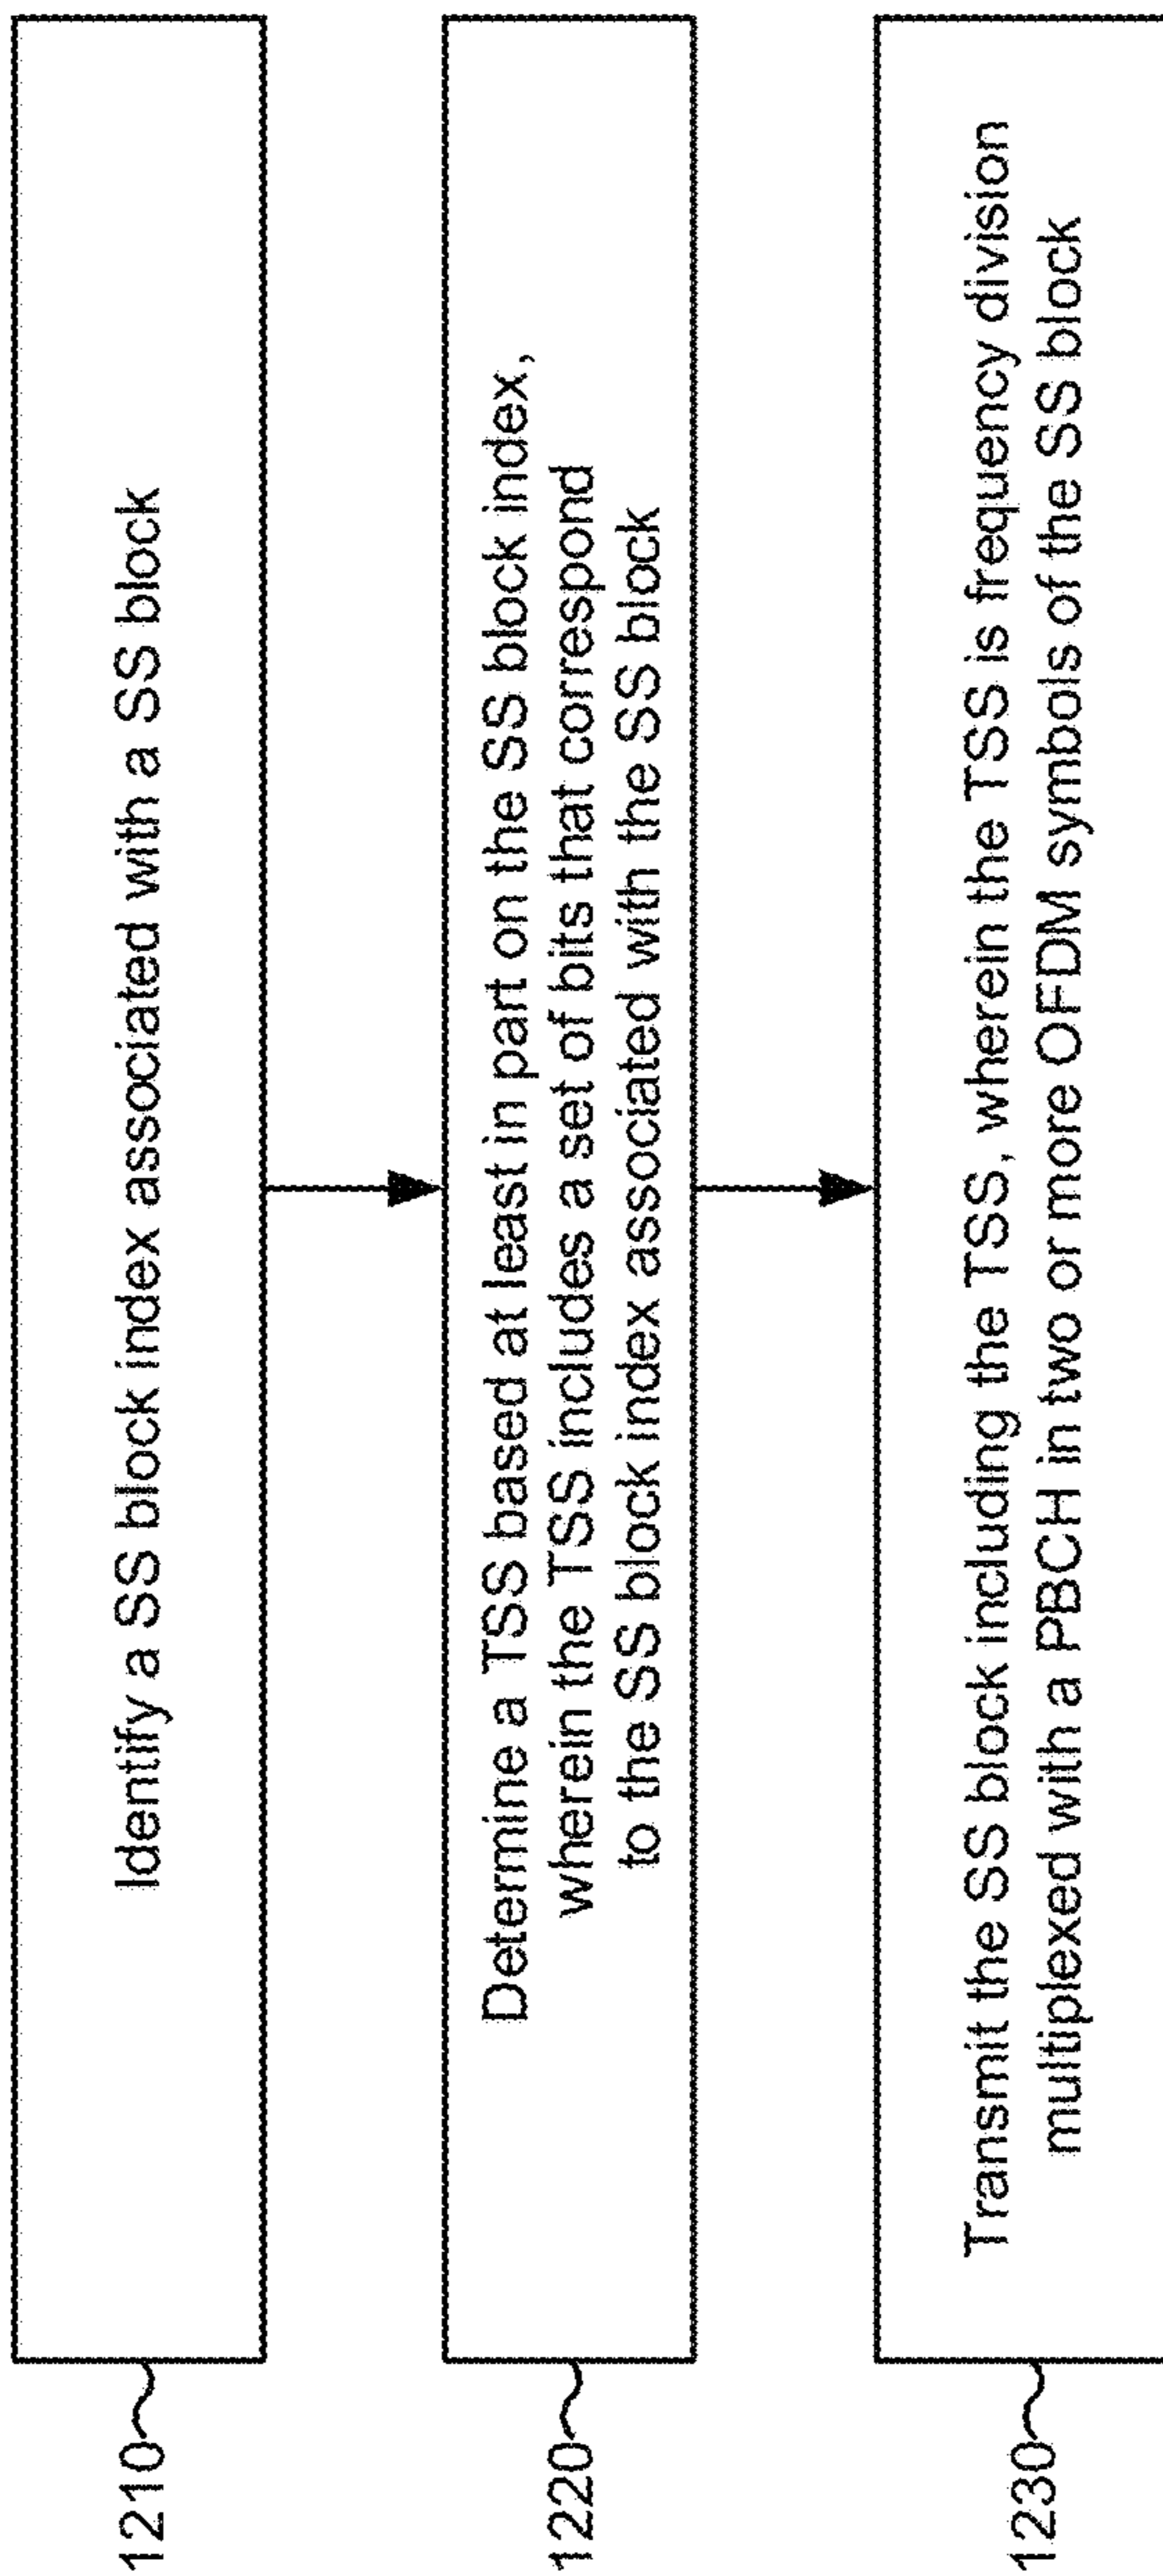 1210
Identify a SS block index associated with a SS block
1220
Determine a TSS based at least in part on the SS block index,
wherein the TSS includes a set of bits that correspond
to the SS block index associated with the SS block
1230
Transmit the SS block including the TSS, wherein the TSS is frequency division
multiplexed with a PBCH in two or more OFDM symbols of the SS block